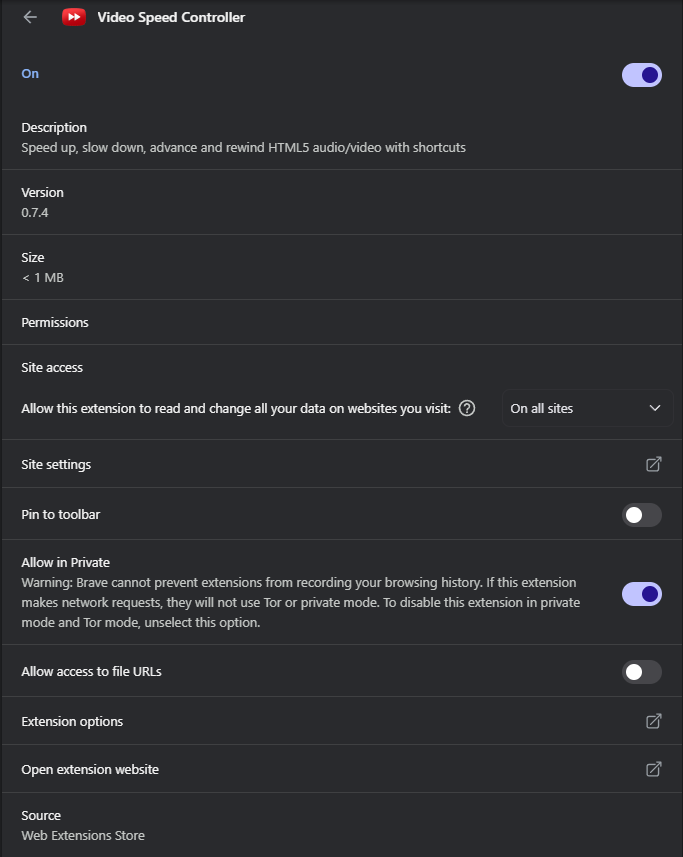 Video Speed Controller
On
Description
Speed up, slow down, advance and rewind HTML5 audio/video with shortcuts
Version
0.7.4
Size
< 1 MB
Permissions
Site access
Allow this extension to read and change all your data on websites you visit: ? On all sites
Site settings
Pin to toolbar
Allow in Private
Warning: Brave cannot prevent extensions from recording your browsing history. If this extension
makes network requests, they will not use Tor or private mode. To disable this extension in private
mode and Tor mode, unselect this option.
Allow access to file URLs
Extension options
Open extension website
Source
Web Extensions Store